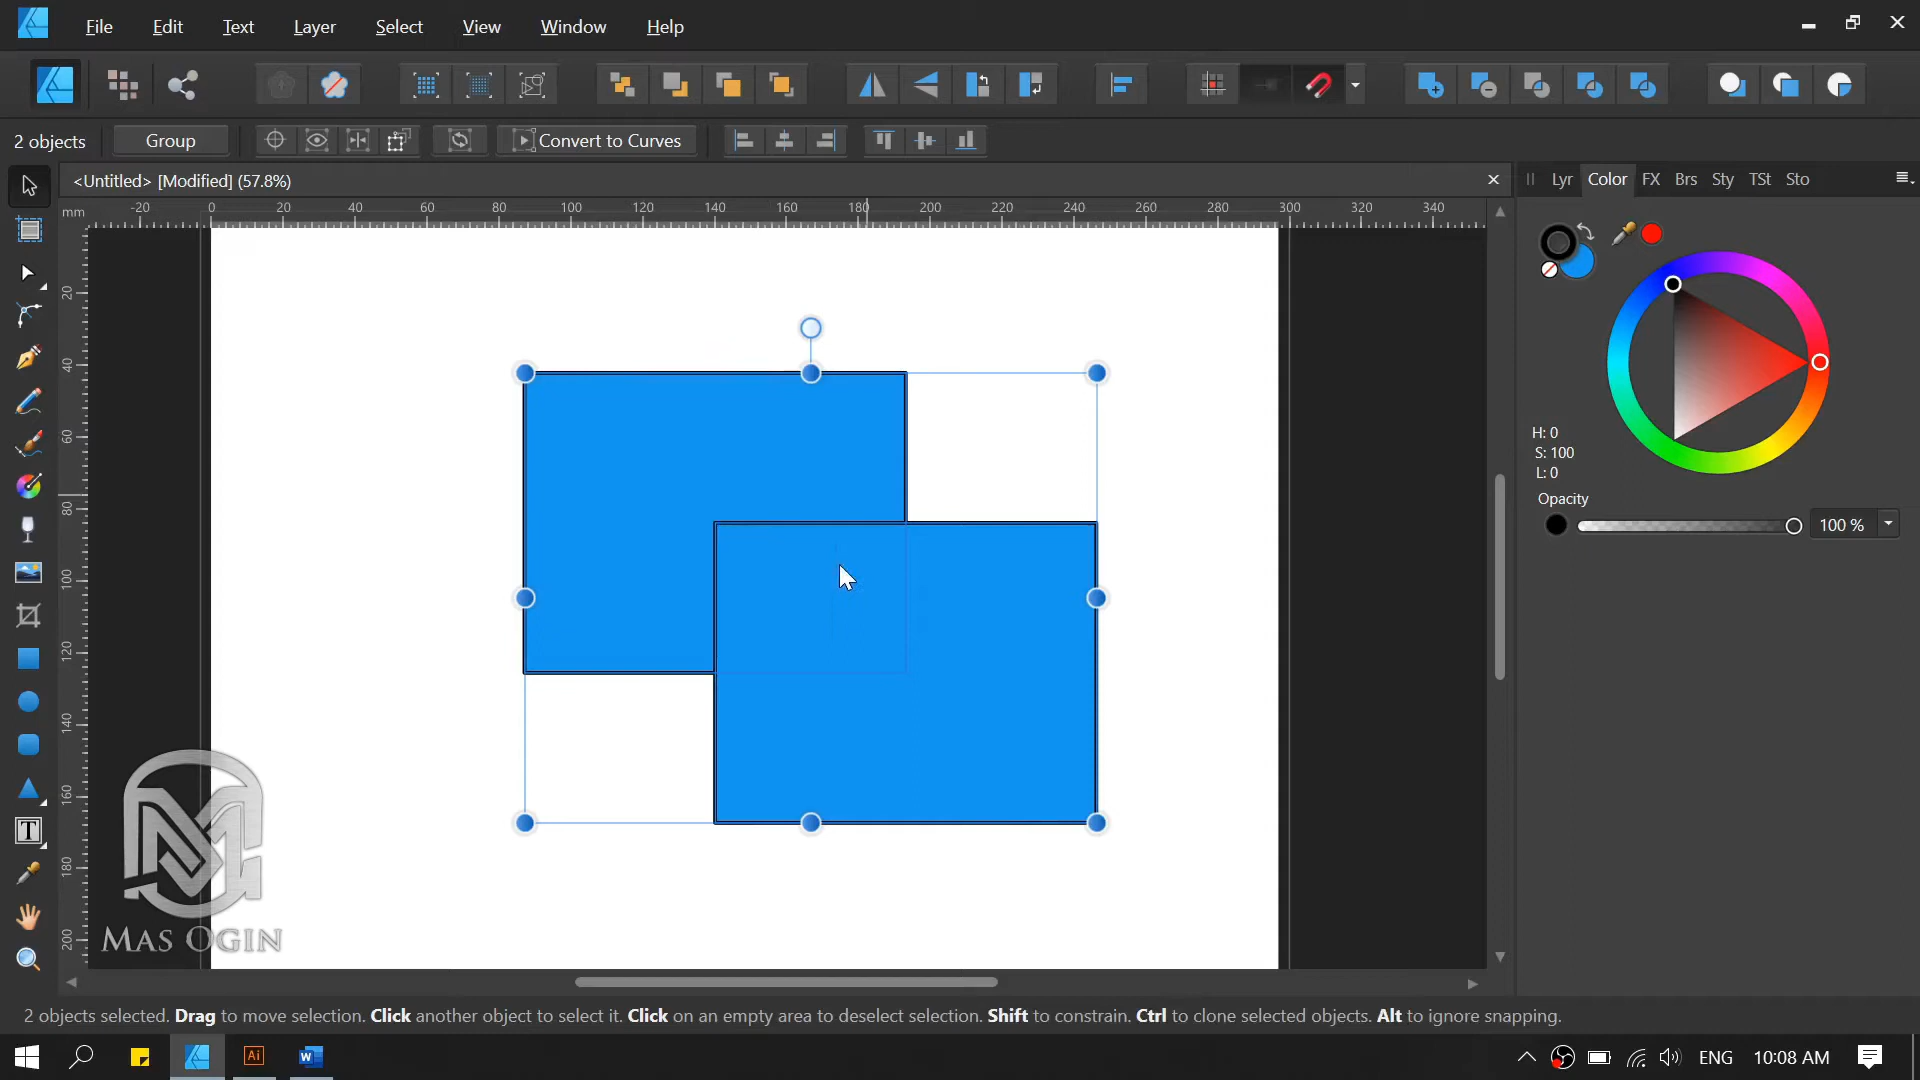 File Edit Text Layer Select View Window Help
2 objects Group Convert to Curves
<Untitled> [Modified] (57.8%)
Lyr Color FX Brs Sty TSt Sto
mm -20 0 20 40 60 80 100 120 140 160 180 200 220 240 260 280 300 320 340
20
40
60
80
100
120
140
160
180
200
H: 0
S: 100
L: 0
Opacity
100 %
T
MAS OGIN
2 objects selected. Drag to move selection. Click another object to select it. Click on an empty area to deselect selection. Shift to constrain. Ctrl to clone selected objects. Alt to ignore snapping.
Ai W ENG 10:08 AM